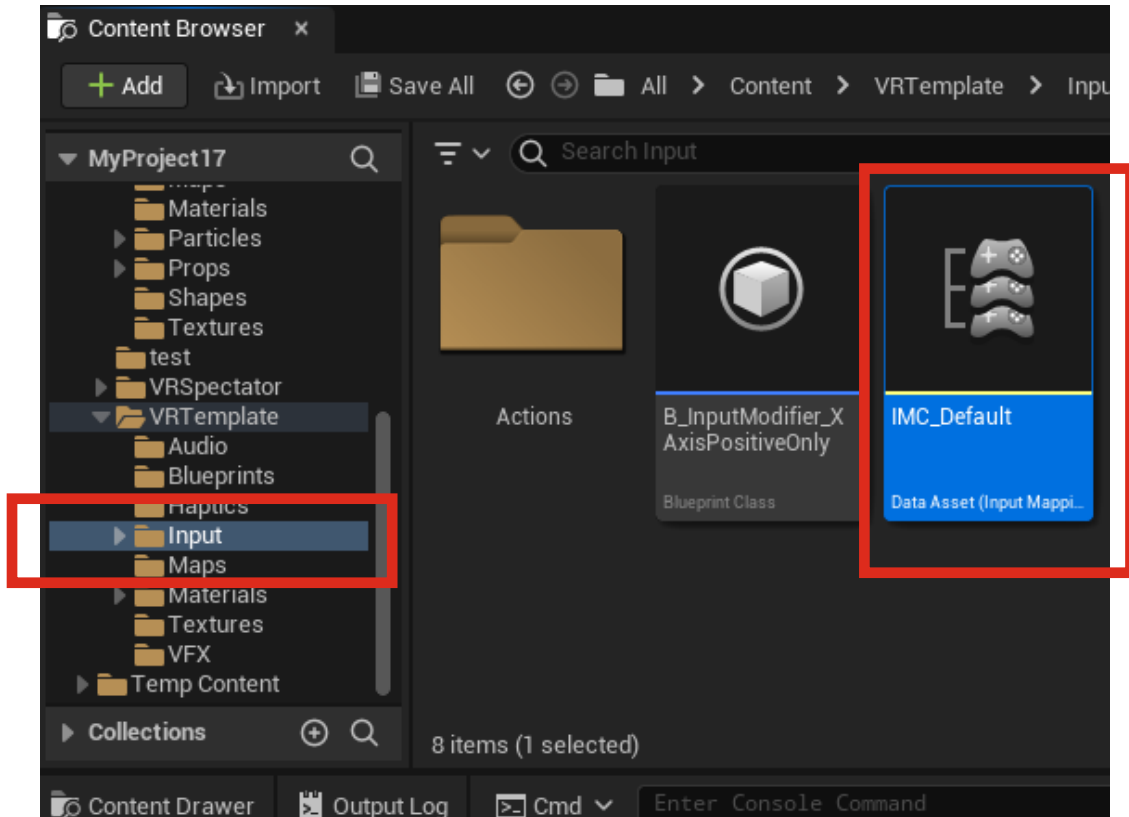 Content Browser
Add Import Save All All > Content > VRTemplate > Inpu
MyProject17
Search Input
Maps
Materials
Particles
Props
Shapes
Textures
test
VRSpectator
VRTemplate
Audio
Blueprints
Haptics
Input
Maps
Materials
Textures
VFX
Temp Content
Collections
Actions
B_InputModifier_X
AxisPositiveOnly
Blueprint Class
IMC_Default
Data Asset (Input Mappi...
8 items (1 selected)
Content Drawer Output Log Cmd Enter Console Command